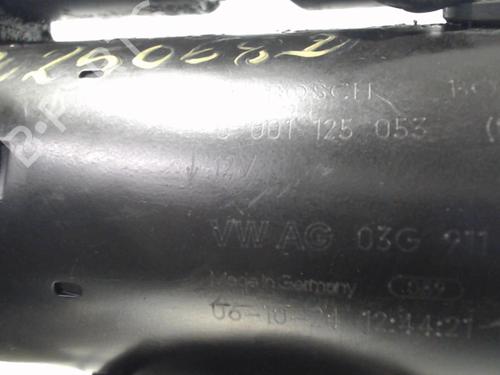 BOSCH
0 001 125 053
12V
VW AG 03G 911
Made in Germany 089
06-10-24 12:44:21